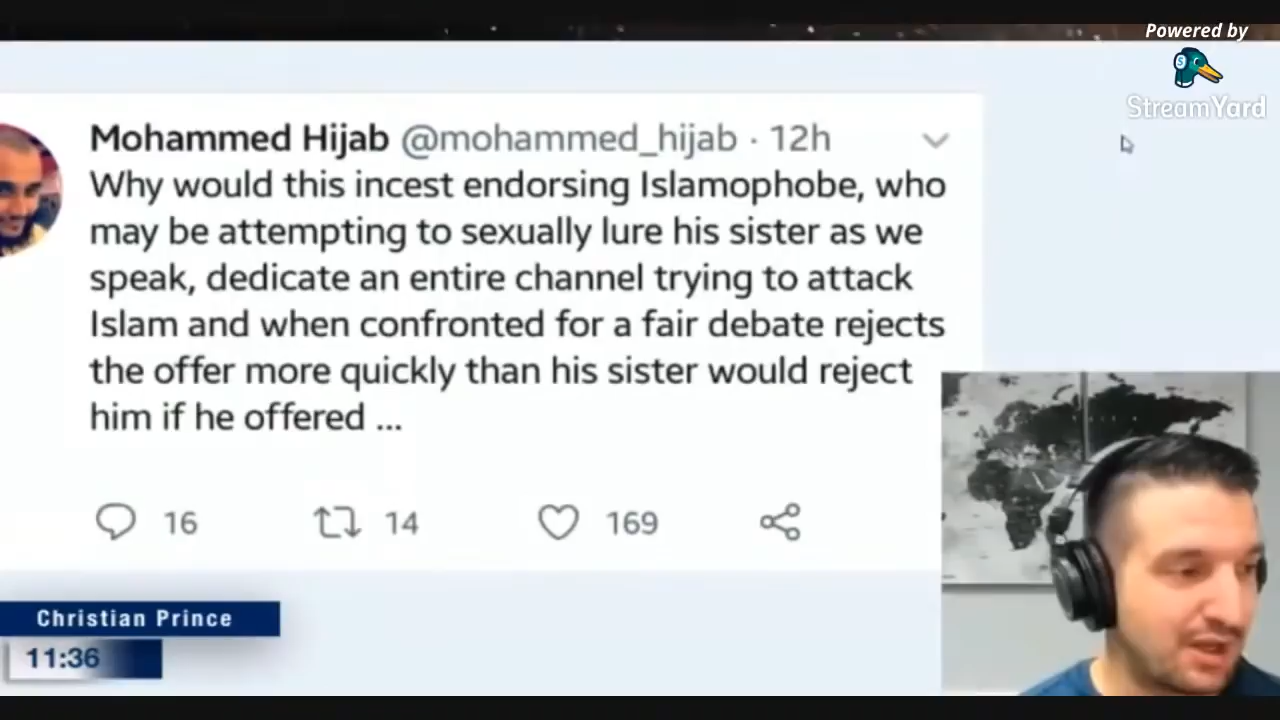 Powered by
StreamYard
Mohammed Hijab @mohammed_hijab · 12h
Why would this incest endorsing Islamophobe, who
may be attempting to sexually lure his sister as we
speak, dedicate an entire channel trying to attack
Islam and when confronted for a fair debate rejects
the offer more quickly than his sister would reject
him if he offered ...
16 14 169
Christian Prince
11:36